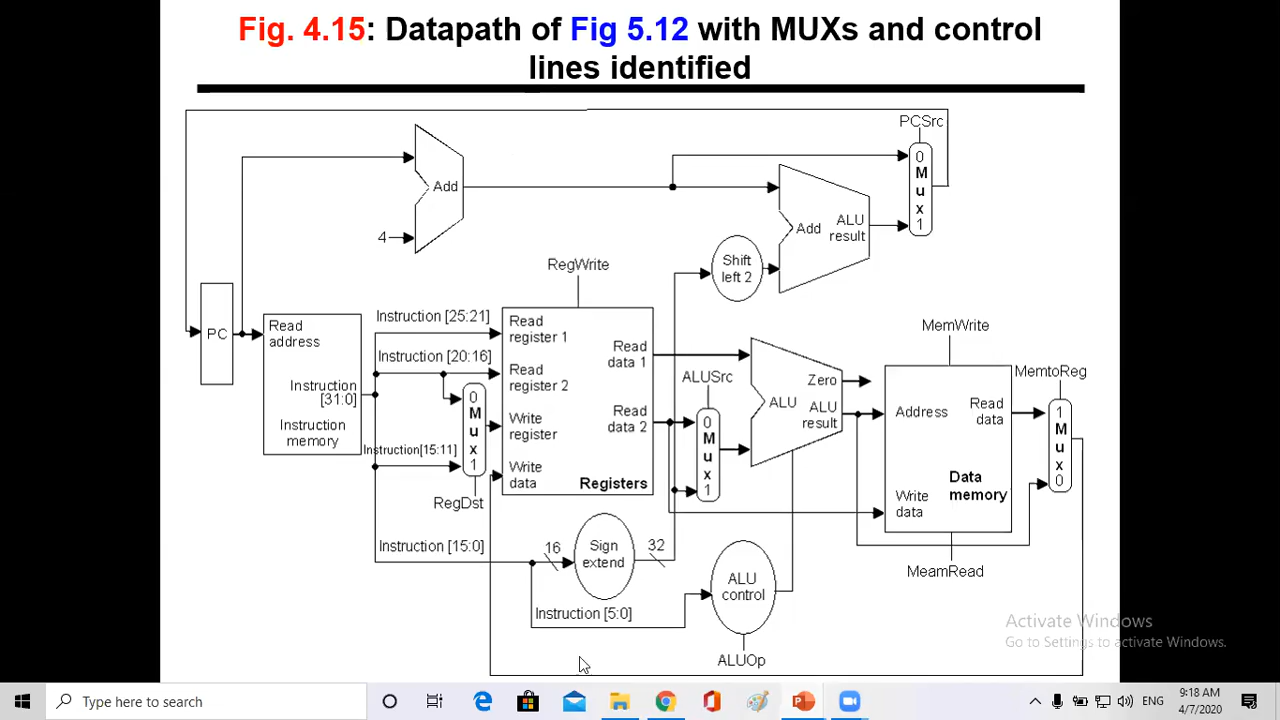 Fig. 4.15: Datapath of Fig 5.12 with MUXs and control
lines identified
PCSrc
0
M
u
x
1
Add
4
Add
ALU
result
Shift
left 2
RegWrite
PC
Read
address
Instruction
[31:0]
Instruction
memory
Instruction [25:21]
Instruction [20:16]
Instruction[15:11]
Instruction [15:0]
0
M
u
x
1
RegDst
Read
register 1
Read
register 2
Write
register
Write
data
Read
data 1
Read
data 2
Registers
ALUSrc
0
M
u
x
1
Zero
ALU
ALU
result
MemWrite
Address
Read
data
Data
memory
Write
data
MeamRead
MemtoReg
1
M
u
x
0
16
Sign
extend
32
Instruction [5:0]
ALU
control
ALUOp
Activate Windows
Go to Settings to activate Windows.
Type here to search
ENG
9:18 AM
4/7/2020